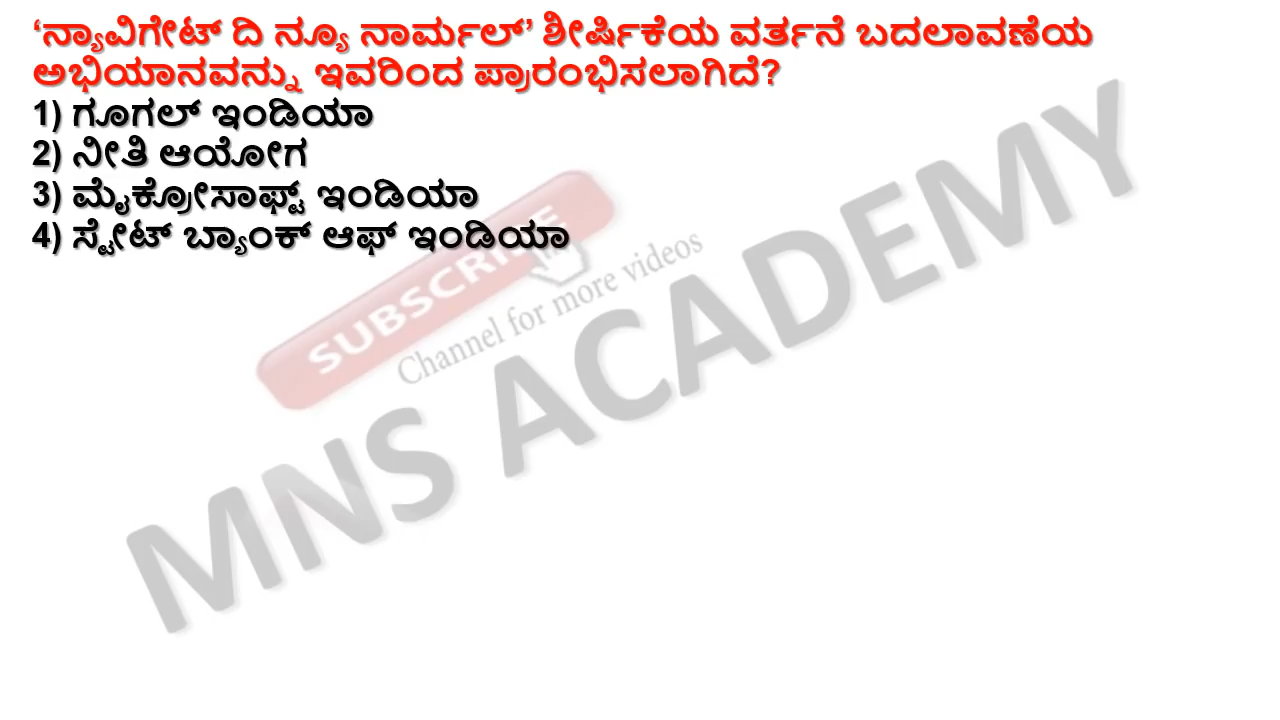 ‘ನ್ಯಾವಿಗೇಟ್ ದಿ ನ್ಯೂ ನಾರ್ಮಲ್’ ಶೀರ್ಷಿಕೆಯ ವರ್ತನೆ ಬದಲಾವಣೆಯ
ಅಭಿಯಾನವನ್ನು ಇವರಿಂದ ಪ್ರಾರಂಭಿಸಲಾಗಿದೆ?
1) ಗೂಗಲ್ ಇಂಡಿಯಾ
2) ನೀತಿ ಆಯೋಗ
3) ಮೈಕ್ರೋಸಾಫ್ಟ್ ಇಂಡಿಯಾ
4) ಸ್ಟೇಟ್ ಬ್ಯಾಂಕ್ ಆಫ್ ಇಂಡಿಯಾ
SUBSCRIBE
Channel for more videos
MNS ACADEMY